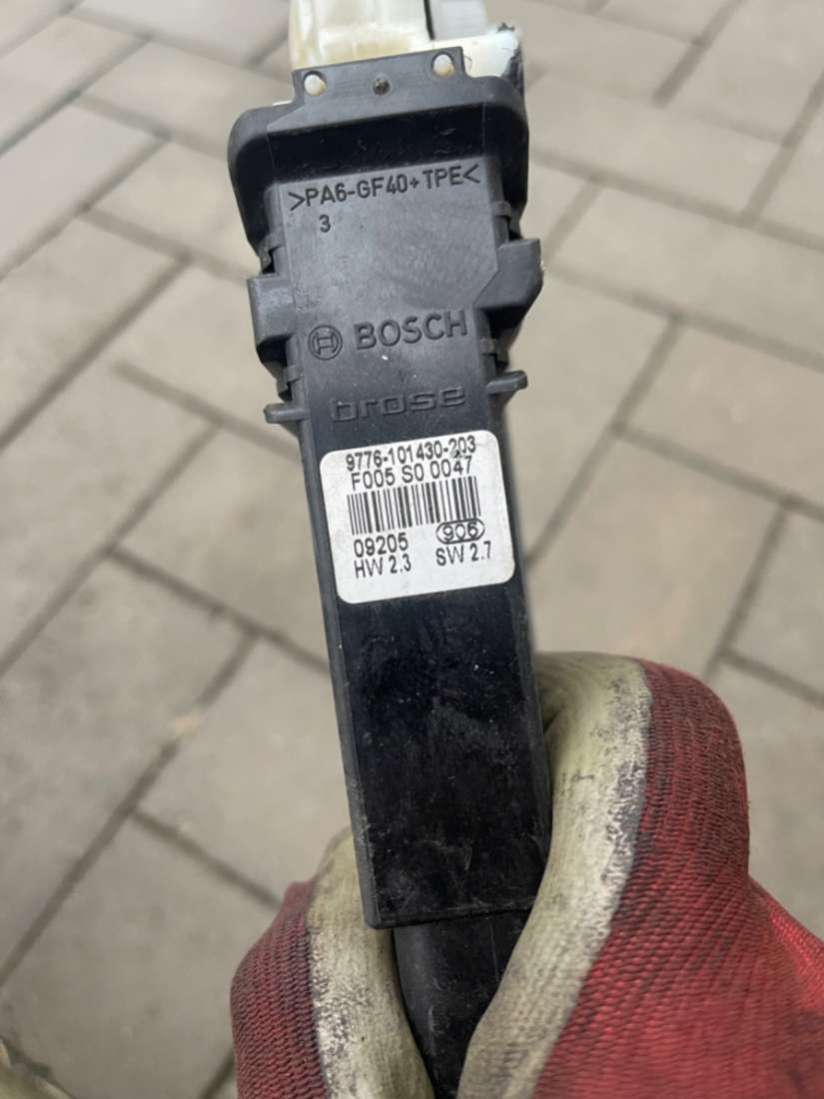 >PA6-GF40+TPE<
3
BOSCH
brose
9776-101430-203
F005 S0 0047
09205 906
HW 2.3 SW 2.7